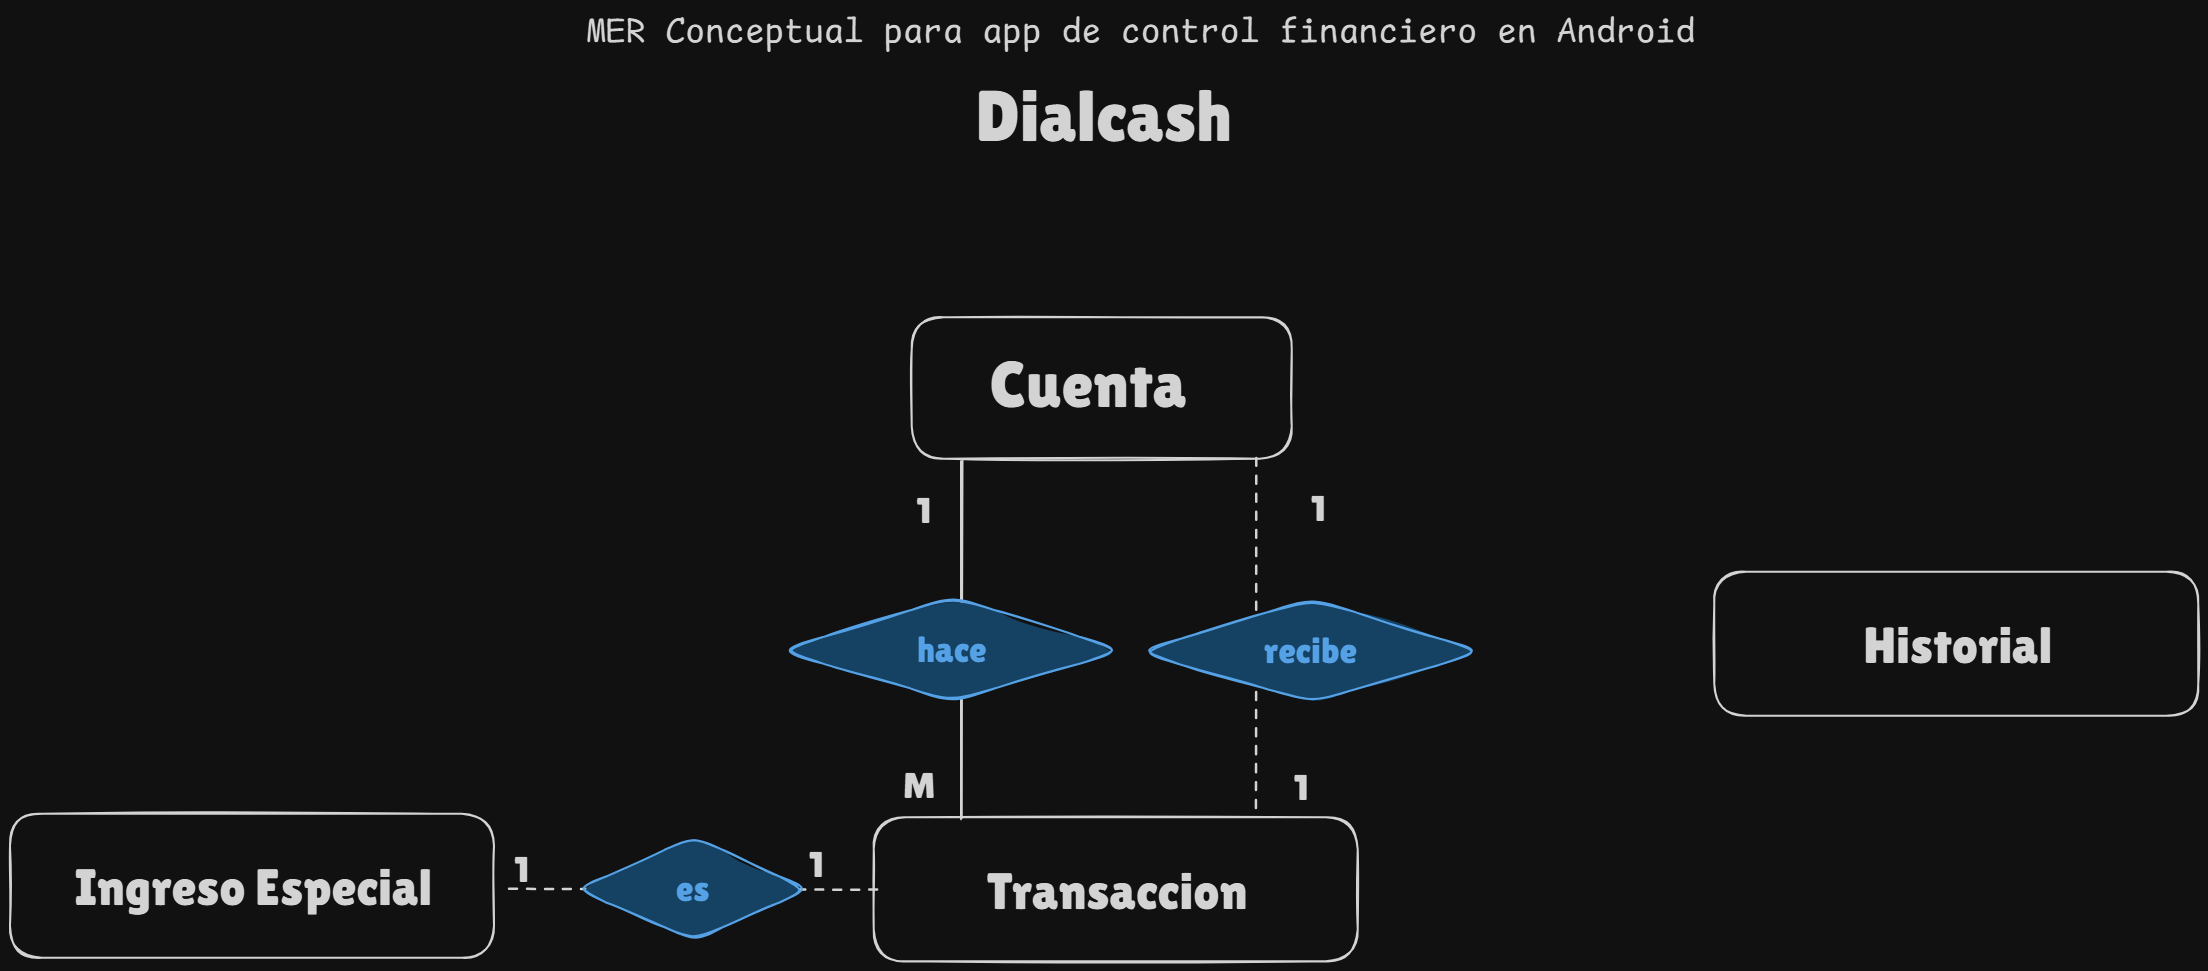 MER Conceptual para app de control financiero en Android
Dialcash
Cuenta
1
1
hace
recibe
Historial
M
1
Ingreso Especial
1
es
1
Transaccion